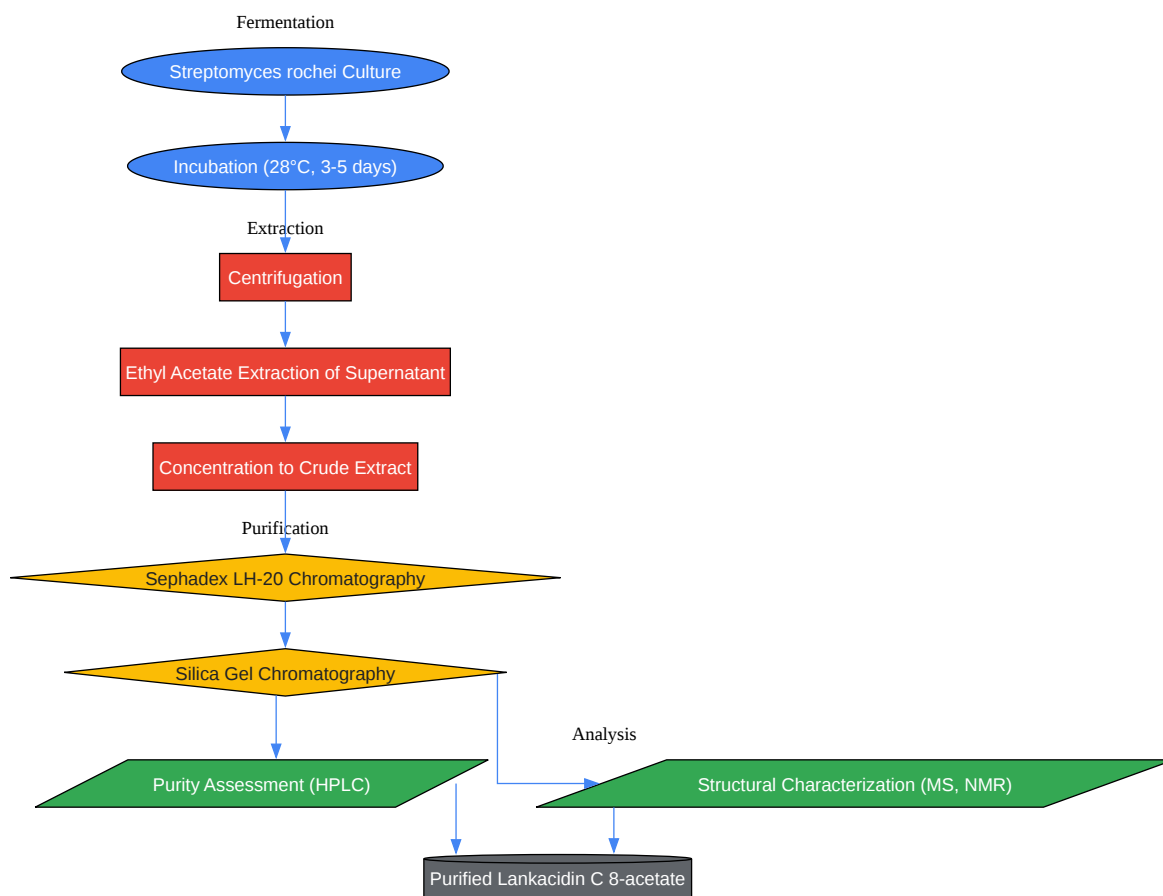 Fermentation
Streptomyces rochei Culture
Incubation (28°C, 3-5 days)
Extraction
Centrifugation
Ethyl Acetate Extraction of Supernatant
Concentration to Crude Extract
Purification
Sephadex LH-20 Chromatography
Silica Gel Chromatography
Analysis
Purity Assessment (HPLC)
Structural Characterization (MS, NMR)
Purified Lankacidin C 8-acetate